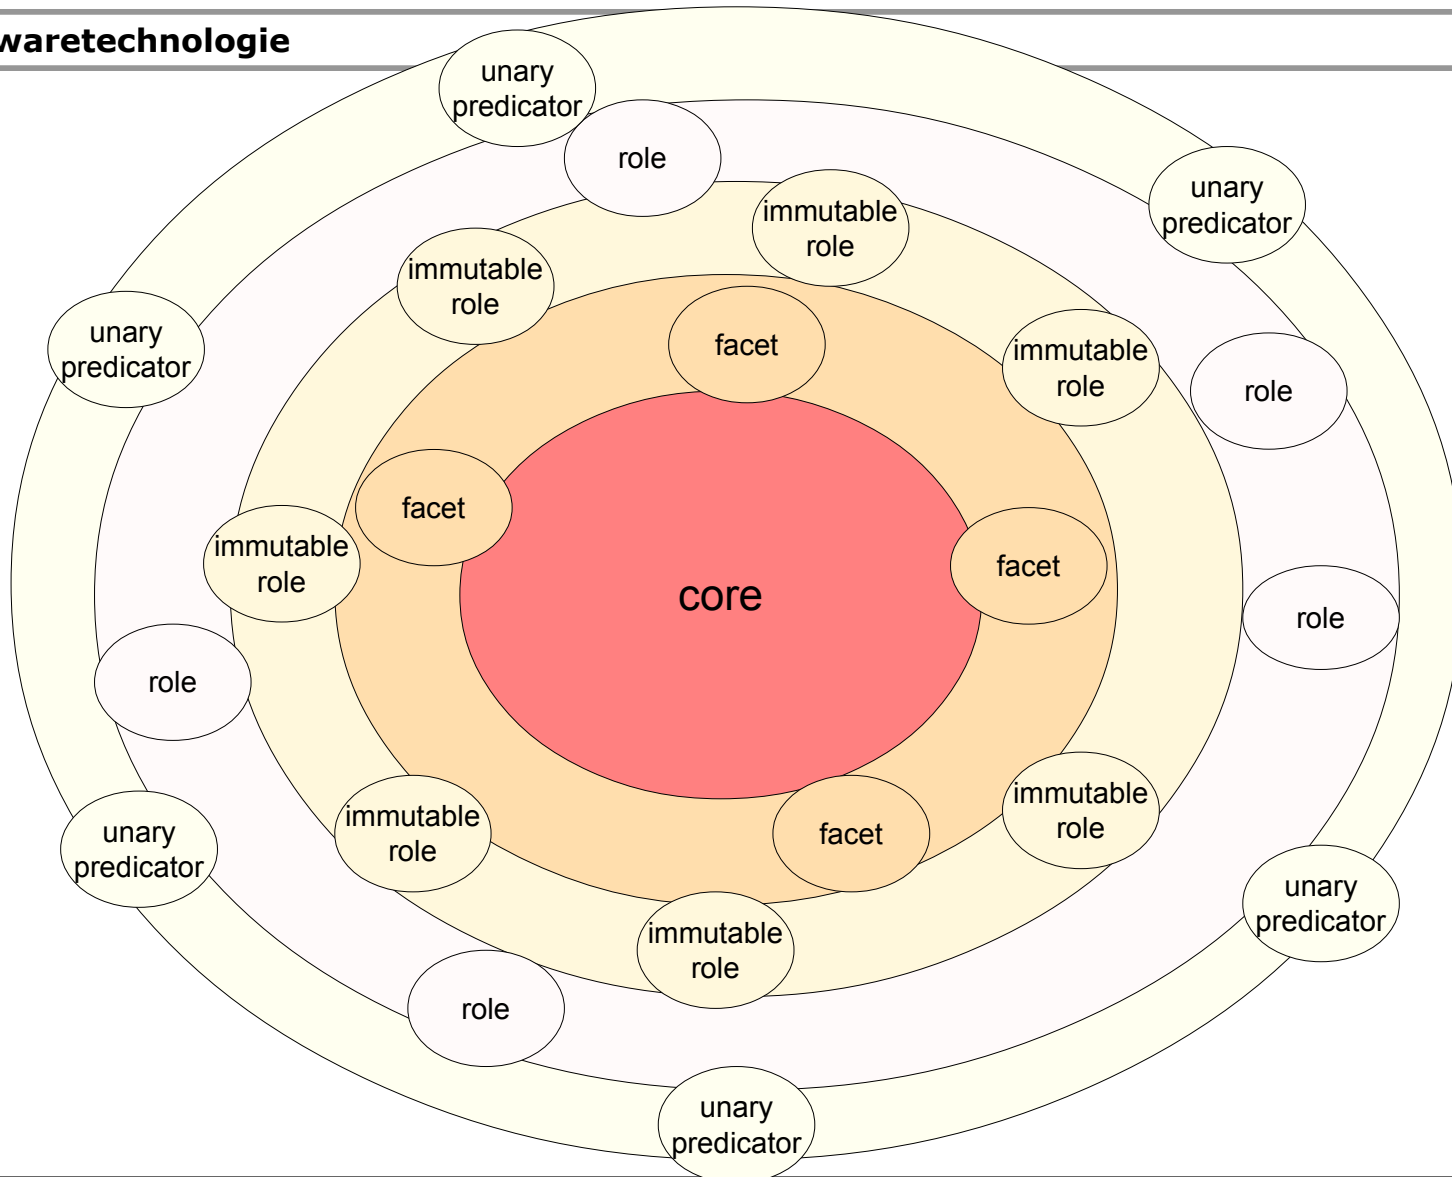 waretechnologie
unary
predicator
role
unary
predicator
immutable
role
immutable
role
unary
predicator
facet
immutable
role
role
facet
immutable
role
facet
core
role
role
immutable
role
immutable
role
unary
predicator
facet
unary
predicator
immutable
role
role
unary
predicator